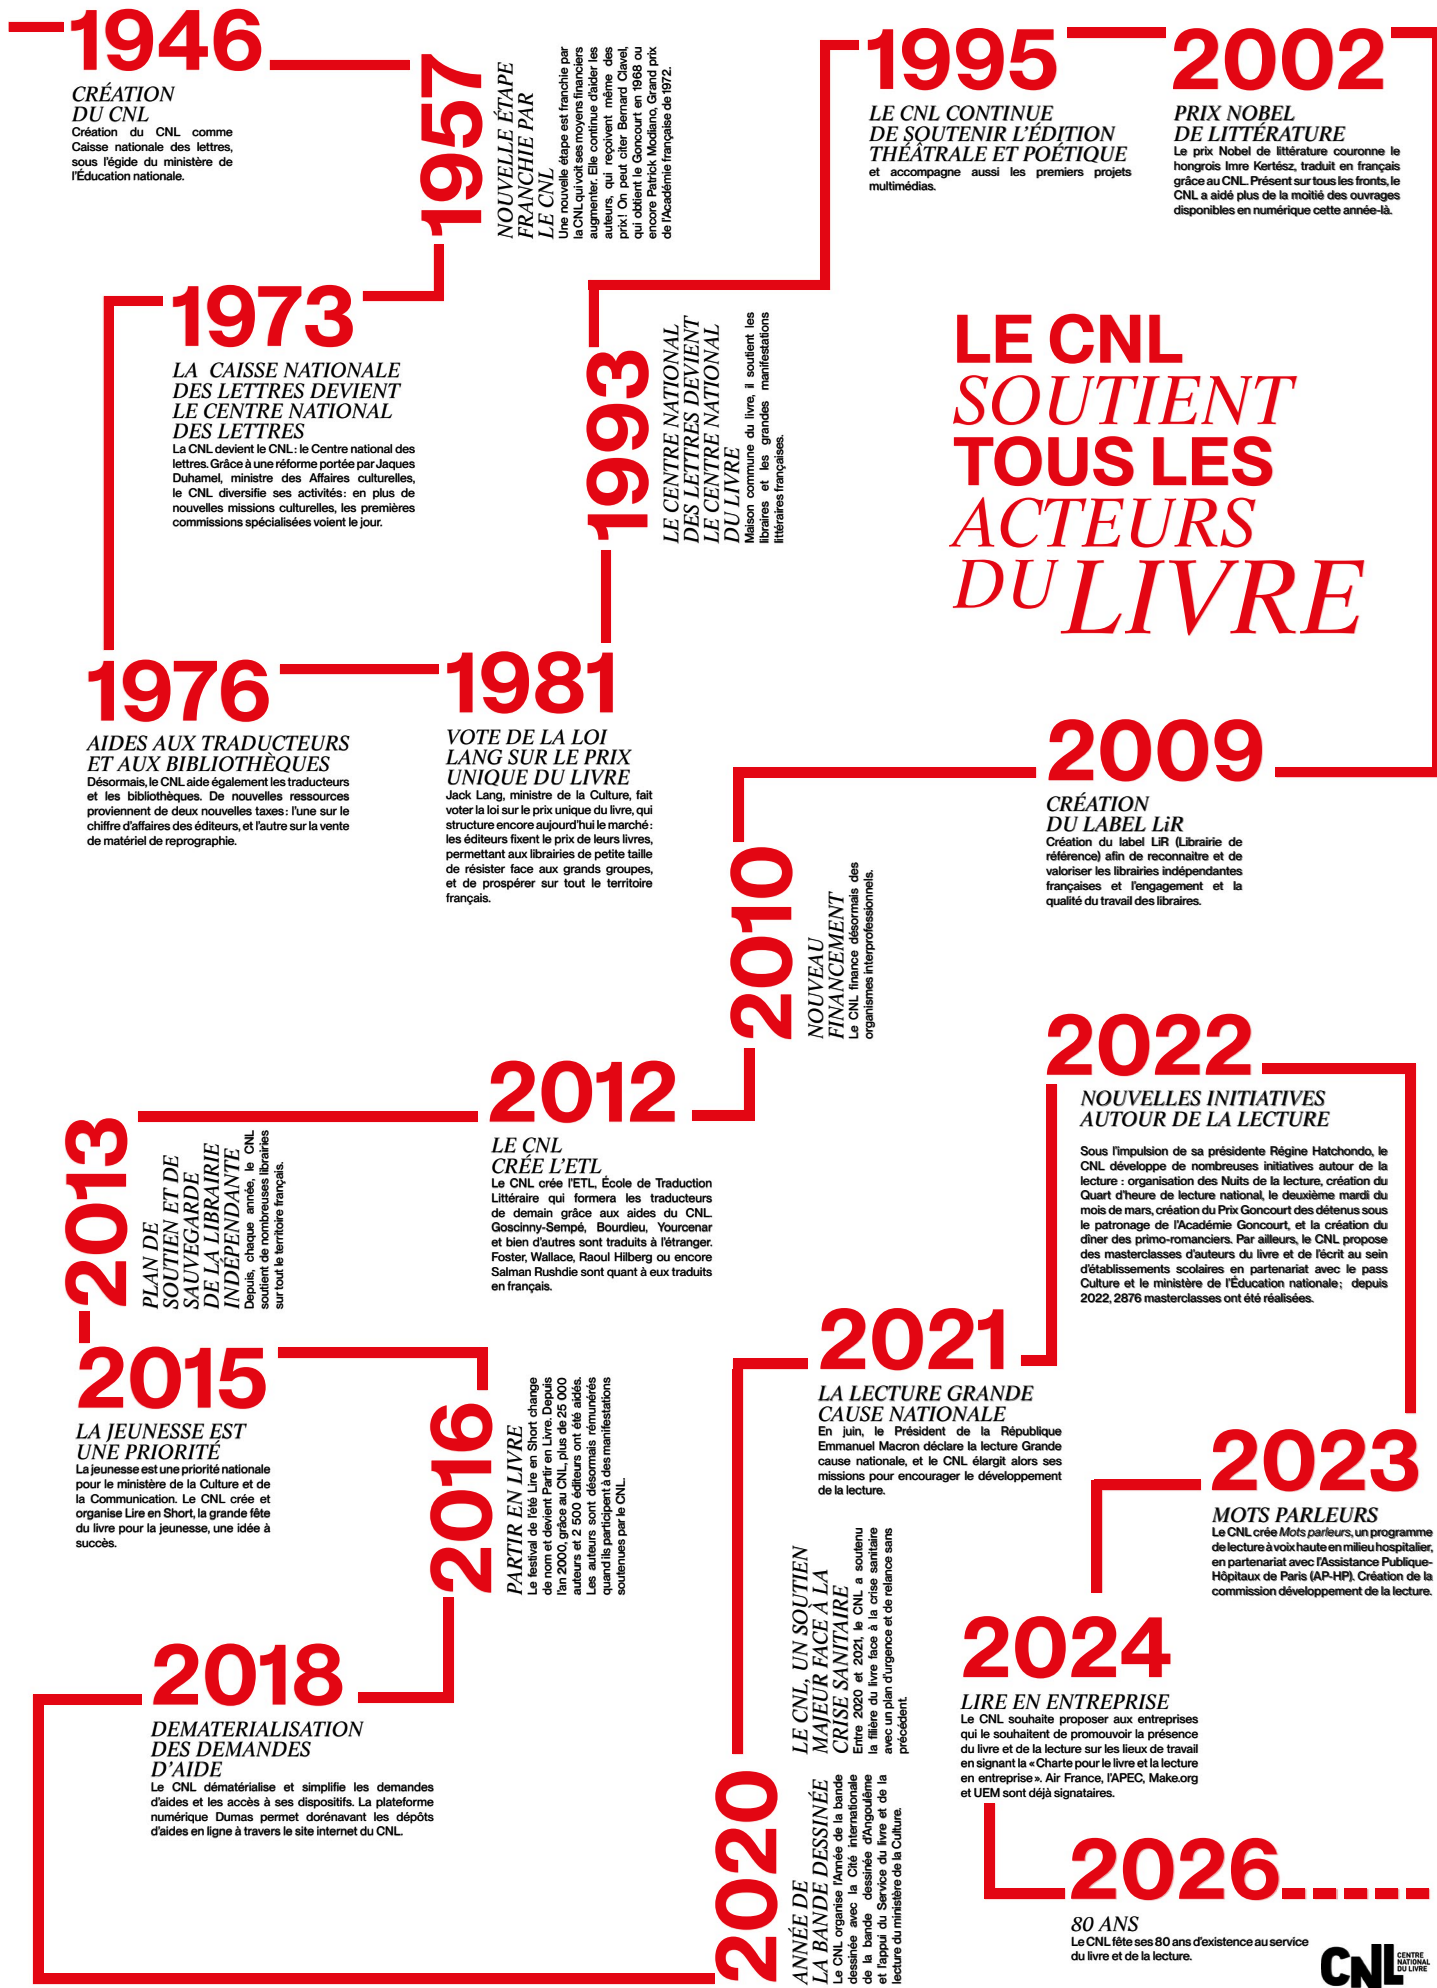 1946
CRÉATION
DU CNL
Création du CNL comme
Caisse nationale des lettres,
sous l'égide du ministère de
l'Éducation nationale.
1957
NOUVELLE ÉTAPE
FRANCHIE PAR
LE CNL
Une nouvelle étape est franchie par
la CNL qui voit ses moyens financiers
augmenter. Elle continue d'aider les
auteurs, qui reçoivent même des
prix! On peut citer Bernard Clavel,
qui obtient le Goncourt en 1968 ou
encore Patrick Modiano, Grand prix
de l'Académie française de 1972.
1973
LA CAISSE NATIONALE
DES LETTRES DEVIENT
LE CENTRE NATIONAL
DES LETTRES
La CNL devient le CNL: le Centre national des
lettres. Grâce à une réforme portée par Jaques
Duhamel, ministre des Affaires culturelles,
le CNL diversifie ses activités: en plus de
nouvelles missions culturelles, les premières
commissions spécialisées voient le jour.
1976
AIDES AUX TRADUCTEURS
ET AUX BIBLIOTHÈQUES
Désormais, le CNL aide également les traducteurs
et les bibliothèques. De nouvelles ressources
proviennent de deux nouvelles taxes: l'une sur le
chiffre d'affaires des éditeurs, et l'autre sur la vente
de matériel de reprographie.
1981
VOTE DE LA LOI
LANG SUR LE PRIX
UNIQUE DU LIVRE
Jack Lang, ministre de la Culture, fait
voter la loi sur le prix unique du livre, qui
structure encore aujourd'hui le marché:
les éditeurs fixent le prix de leurs livres,
permettant aux librairies de petite taille
de résister face aux grands groupes,
et de prospérer sur tout le territoire
français.
1993
LE CENTRE NATIONAL
DES LETTRES DEVIENT
LE CENTRE NATIONAL
DU LIVRE
Maison commune du livre, il soutient les
libraires et les grandes manifestations
littéraires françaises.
1995
LE CNL CONTINUE
DE SOUTENIR L'ÉDITION
THÉÂTRALE ET POÉTIQUE
et accompagne aussi les premiers projets
multimédias.
2002
PRIX NOBEL
DE LITTÉRATURE
Le prix Nobel de littérature couronne le
hongrois Imre Kertész, traduit en français
grâce au CNL. Présent sur tous les fronts, le
CNL a aidé plus de la moitié des ouvrages
disponibles en numérique cette année-là.
LE CNL
SOUTIENT
TOUS LES
ACTEURS
DU LIVRE
2009
CRÉATION
DU LABEL LiR
Création du label LiR (Librairie de
référence) afin de reconnaitre et de
valoriser les librairies indépendantes
françaises et l'engagement et la
qualité du travail des libraires.
2010
NOUVEAU
FINANCEMENT
Le CNL finance désormais des
organismes interprofessionnels.
2012
LE CNL
CRÉE L'ETL
Le CNL crée l'ETL, École de Traduction
Littéraire qui formera les traducteurs
de demain grâce aux aides du CNL.
Goscinny-Sempé, Bourdieu, Yourcenar
et bien d'autres sont traduits à l'étranger.
Foster, Wallace, Raoul Hilberg ou encore
Salman Rushdie sont quant à eux traduits
en français.
2013
PLAN DE
SOUTIEN ET DE
SAUVEGARDE
DE LA LIBRAIRIE
INDÉPENDANTE
Depuis, chaque année, le CNL
soutient de nombreuses librairies
sur tout le territoire français.
2015
LA JEUNESSE EST
UNE PRIORITÉ
La jeunesse est une priorité nationale
pour le ministère de la Culture et de
la Communication. Le CNL crée et
organise Lire en Short, la grande fête
du livre pour la jeunesse, une idée à
succès.
2016
PARTIR EN LIVRE
Le festival de l'été Lire en Short change
de nom et devient Partir en Livre. Depuis
l'an 2000, grâce au CNL, plus de 25 000
auteurs et 2 500 éditeurs ont été aidés.
Les auteurs sont désormais rémunérés
quand ils participent à des manifestations
soutenues par le CNL.
2018
DEMATERIALISATION
DES DEMANDES
D'AIDE
Le CNL dématérialise et simplifie les demandes
d'aides et les accès à ses dispositifs. La plateforme
numérique Dumas permet dorénavant les dépôts
d'aides en ligne à travers le site internet du CNL.
2020
ANNÉE DE
LA BANDE DESSINÉE
Le CNL organise l'Année de la bande
dessinée avec la Cité internationale
de la bande dessinée d'Angoulême
et l'appui du Service du livre et de la
lecture du ministère de la Culture.
LE CNL, UN SOUTIEN
MAJEUR FACE À LA
CRISE SANITAIRE
Entre 2020 et 2021, le CNL a soutenu
la filière du livre face à la crise sanitaire
avec un plan d'urgence et de relance sans
précédent.
2021
LA LECTURE GRANDE
CAUSE NATIONALE
En juin, le Président de la République
Emmanuel Macron déclare la lecture Grande
cause nationale, et le CNL élargit alors ses
missions pour encourager le développement
de la lecture.
2022
NOUVELLES INITIATIVES
AUTOUR DE LA LECTURE
Sous l'impulsion de sa présidente Régine Hatchondo, le
CNL développe de nombreuses initiatives autour de la
lecture : organisation des Nuits de la lecture, création du
Quart d'heure de lecture national, le deuxième mardi du
mois de mars, création du Prix Goncourt des détenus sous
le patronage de l'Académie Goncourt, et la création du
dîner des primo-romanciers. Par ailleurs, le CNL propose
des masterclasses d'auteurs du livre et de l'écrit au sein
d'établissements scolaires en partenariat avec le pass
Culture et le ministère de l'Éducation nationale; depuis
2022, 2876 masterclasses ont été réalisées.
2023
MOTS PARLEURS
Le CNL crée Mots parleurs, un programme
de lecture à voix haute en milieu hospitalier,
en partenariat avec l'Assistance Publique-
Hôpitaux de Paris (AP-HP). Création de la
commission développement de la lecture.
2024
LIRE EN ENTREPRISE
Le CNL souhaite proposer aux entreprises
qui le souhaitent de promouvoir la présence
du livre et de la lecture sur les lieux de travail
en signant la « Charte pour le livre et la lecture
en entreprise ». Air France, l'APEC, Make.org
et UEM sont déjà signataires.
2026
80 ANS
Le CNL fête ses 80 ans d'existence au service
du livre et de la lecture.
CNL
CENTRE
NATIONAL
DU LIVRE